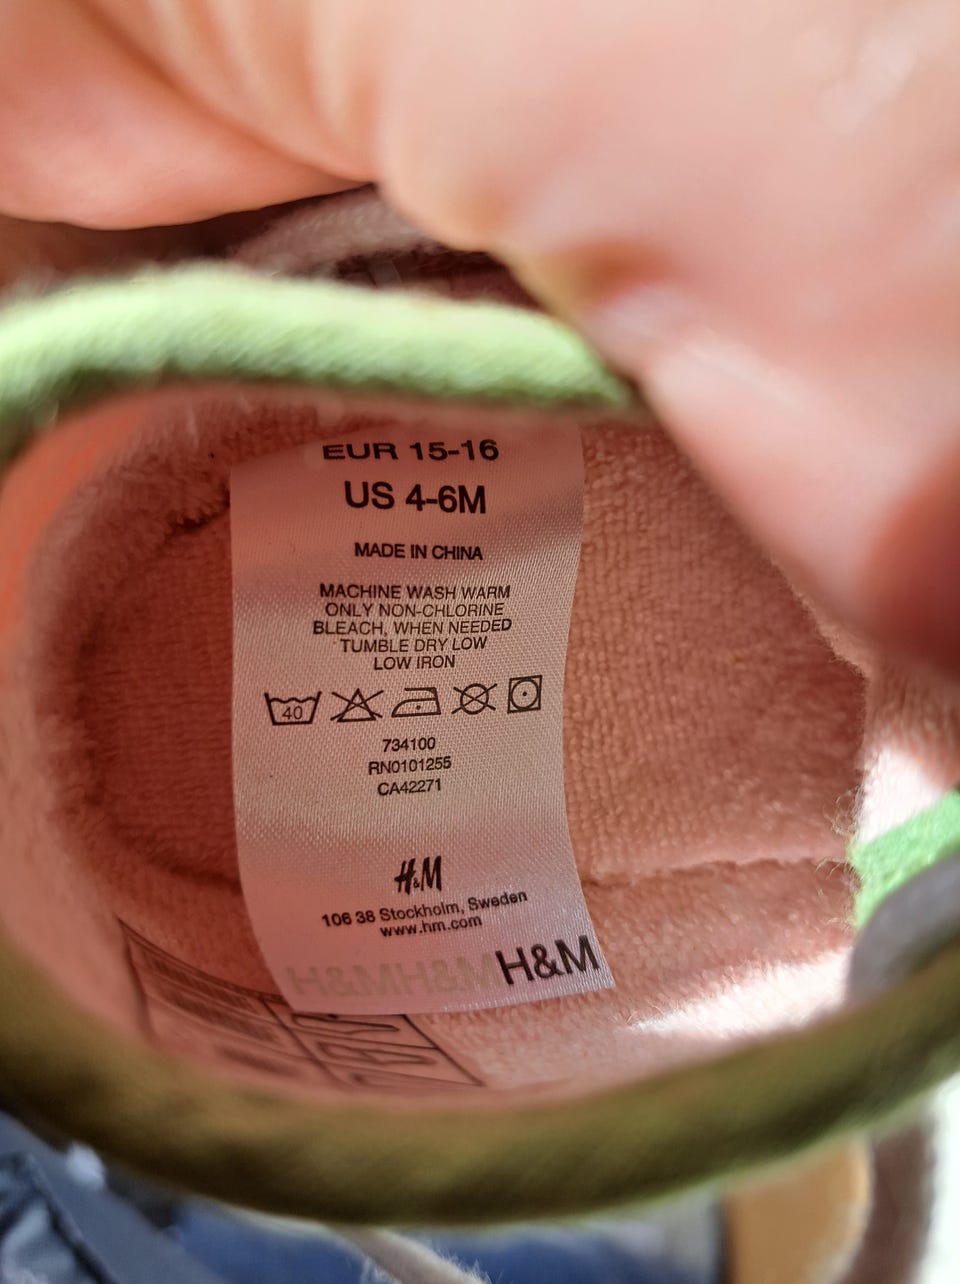 EUR 15-16
US 4-6M
MADE IN CHINA
MACHINE WASH WARM
ONLY NON-CHLORINE
BLEACH, WHEN NEEDED
TUMBLE DRY LOW
LOW IRON
40
734100
RN0101255
CA42271
H&M
106 38 Stockholm, Sweden
www.hm.com
H&MH&MH&M